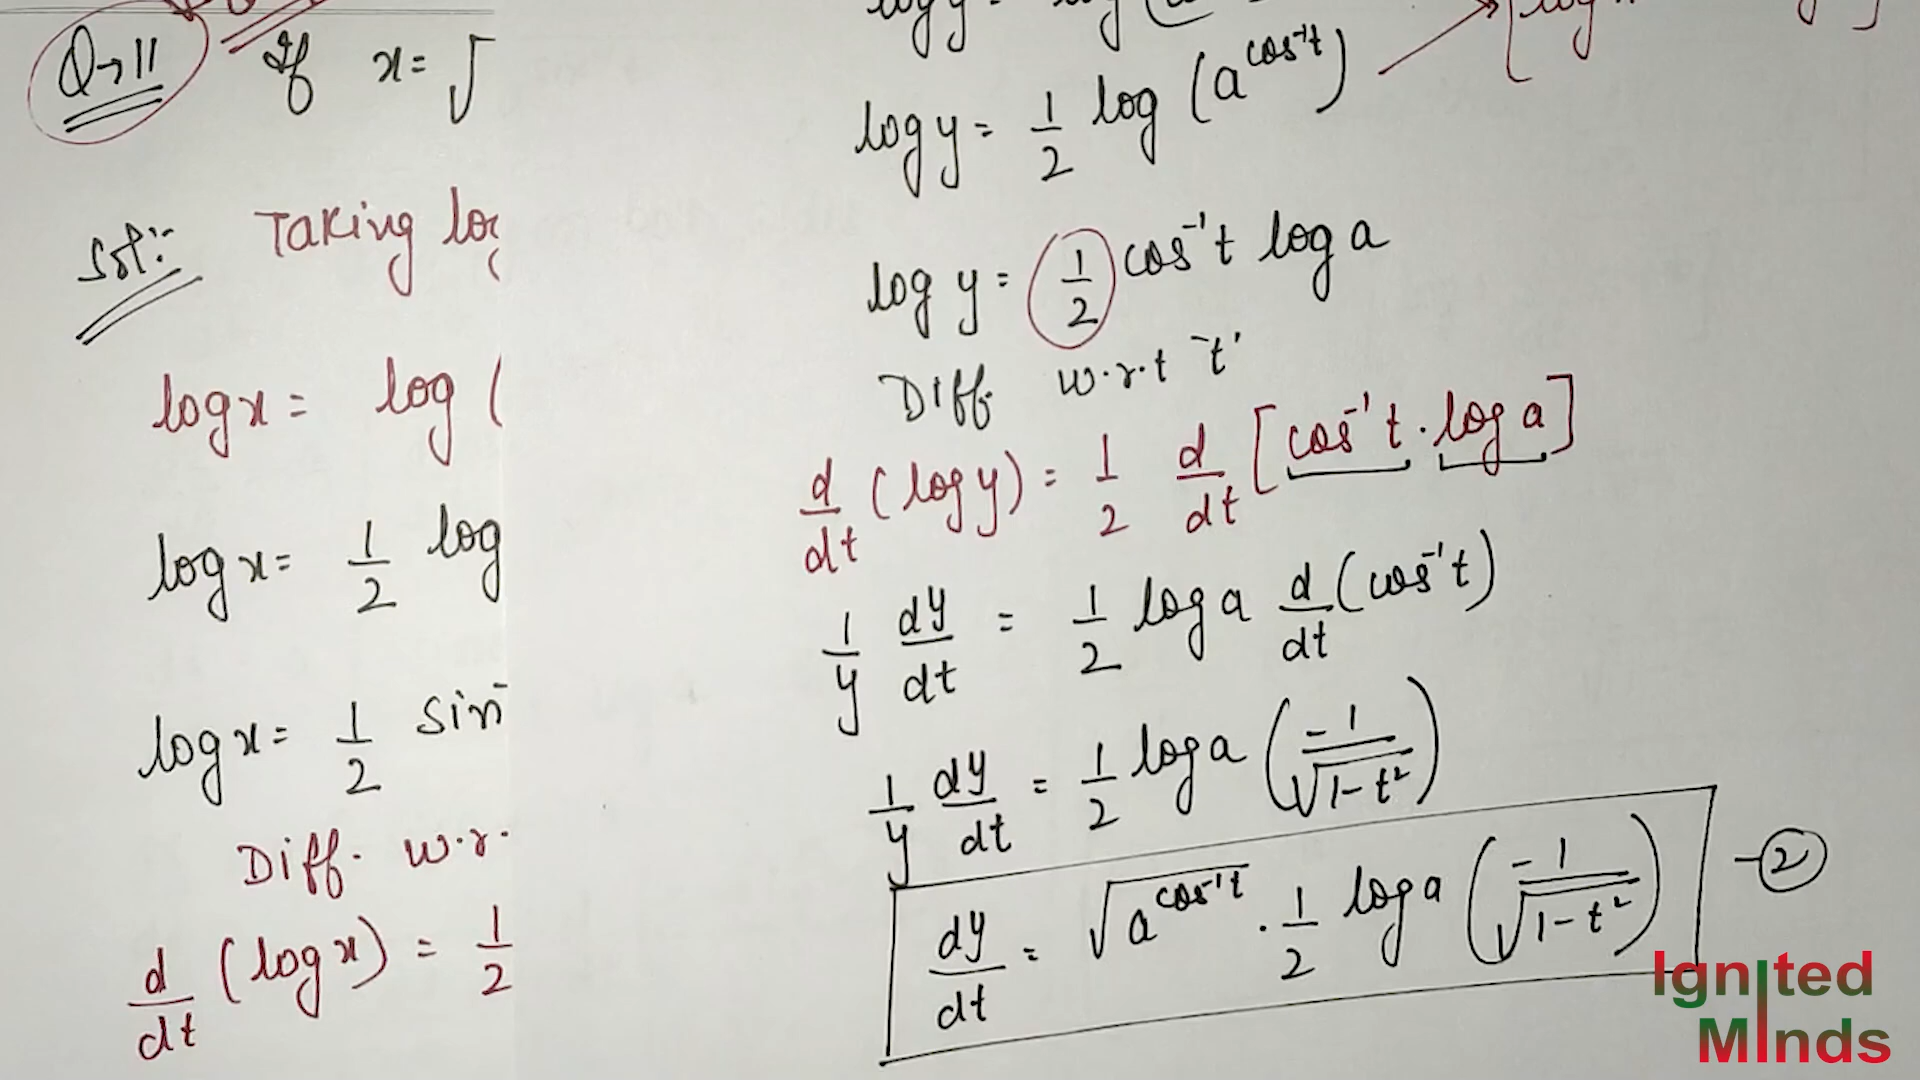 Q→11 If x = √
Sol:- Taking log
log x = log (
log x = 1/2 log
log x = 1/2 sin⁻
Diff. w.r.
d/dt (log x) = 1/2
log y = 1/2 log (a^cos⁻¹t)
log y = 1/2 cos⁻¹t log a
Diff. w.r.t 't'
d/dt (log y) = 1/2 d/dt [cos⁻¹t . log a]
1/y dy/dt = 1/2 log a d/dt (cos⁻¹t)
1/y dy/dt = 1/2 log a (-1/√(1-t²))
dy/dt = √(a^cos⁻¹t) . 1/2 log a (-1/√(1-t²)) -②
Ignited
Minds